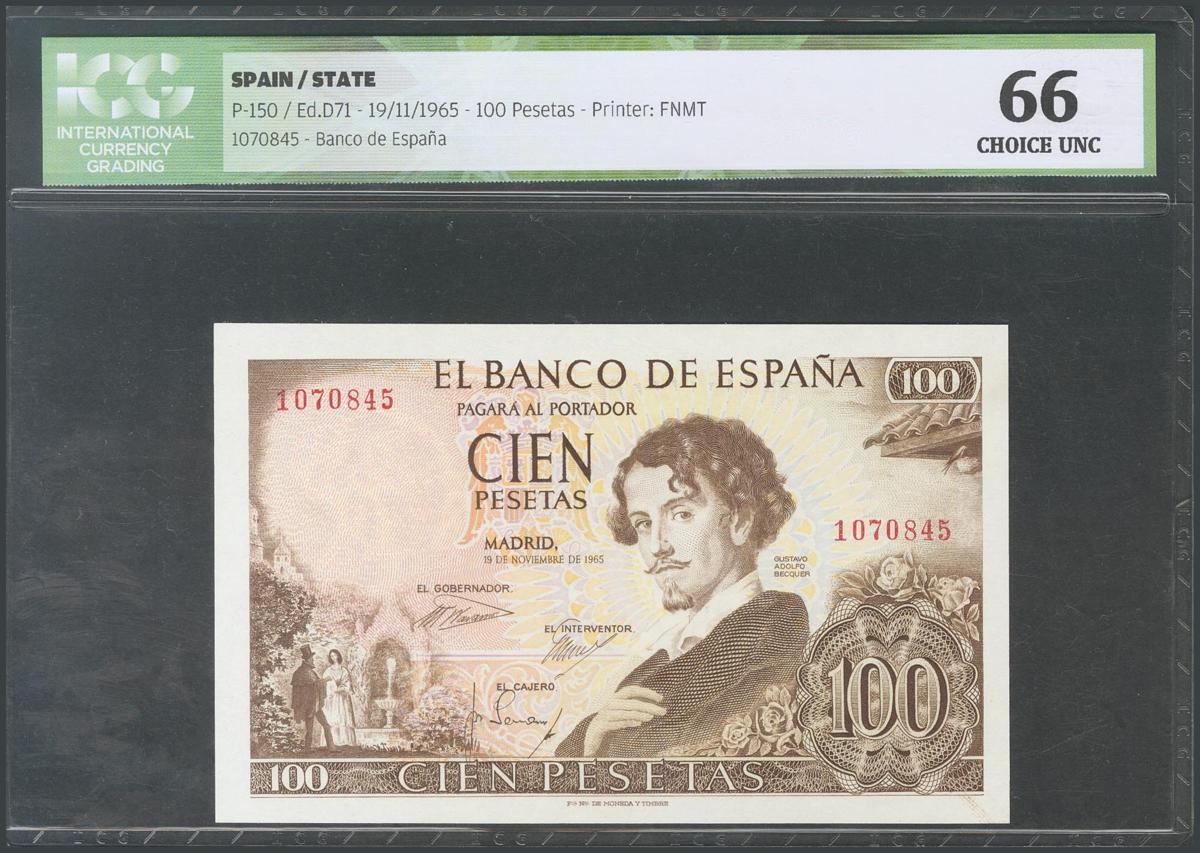 ICG
INTERNATIONAL
CURRENCY
GRADING
SPAIN / STATE
P-150 / Ed.D71 - 19/11/1965 - 100 Pesetas - Printer: FNMT
1070845 - Banco de España
66
CHOICE UNC
EL BANCO DE ESPAÑA
100
1070845
PAGARÁ AL PORTADOR
CIEN
PESETAS
MADRID,
19 DE NOVIEMBRE DE 1965
1070845
GUSTAVO
ADOLFO
BECQUER
EL GOBERNADOR.
EL INTERVENTOR.
EL CAJERO
100
100 CIEN PESETAS
Fª Nª DE MONEDA Y TIMBRE